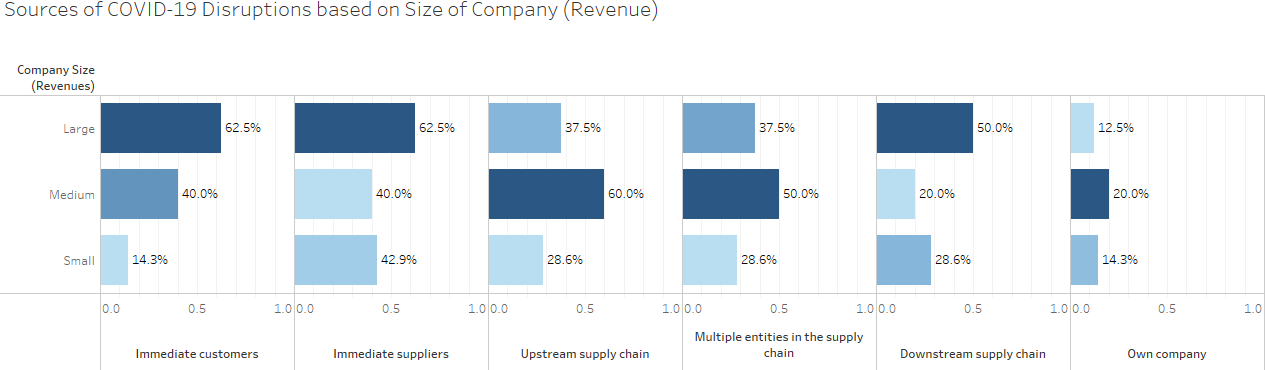 Sources of COVID-19 Disruptions based on Size of Company (Revenue)
Company Size
(Revenues)
Large
62.5%
62.5%
37.5%
37.5%
50.0%
12.5%
Medium
40.0%
40.0%
60.0%
50.0%
20.0%
20.0%
Small
14.3%
42.9%
28.6%
28.6%
28.6%
14.3%
0.0 0.5 1.0 0.0 0.5 1.0 0.0 0.5 1.0 0.0 0.5 1.0 0.0 0.5 1.0 0.0 0.5 1.0
Immediate customers
Immediate suppliers
Upstream supply chain
Multiple entities in the supply
chain
Downstream supply chain
Own company